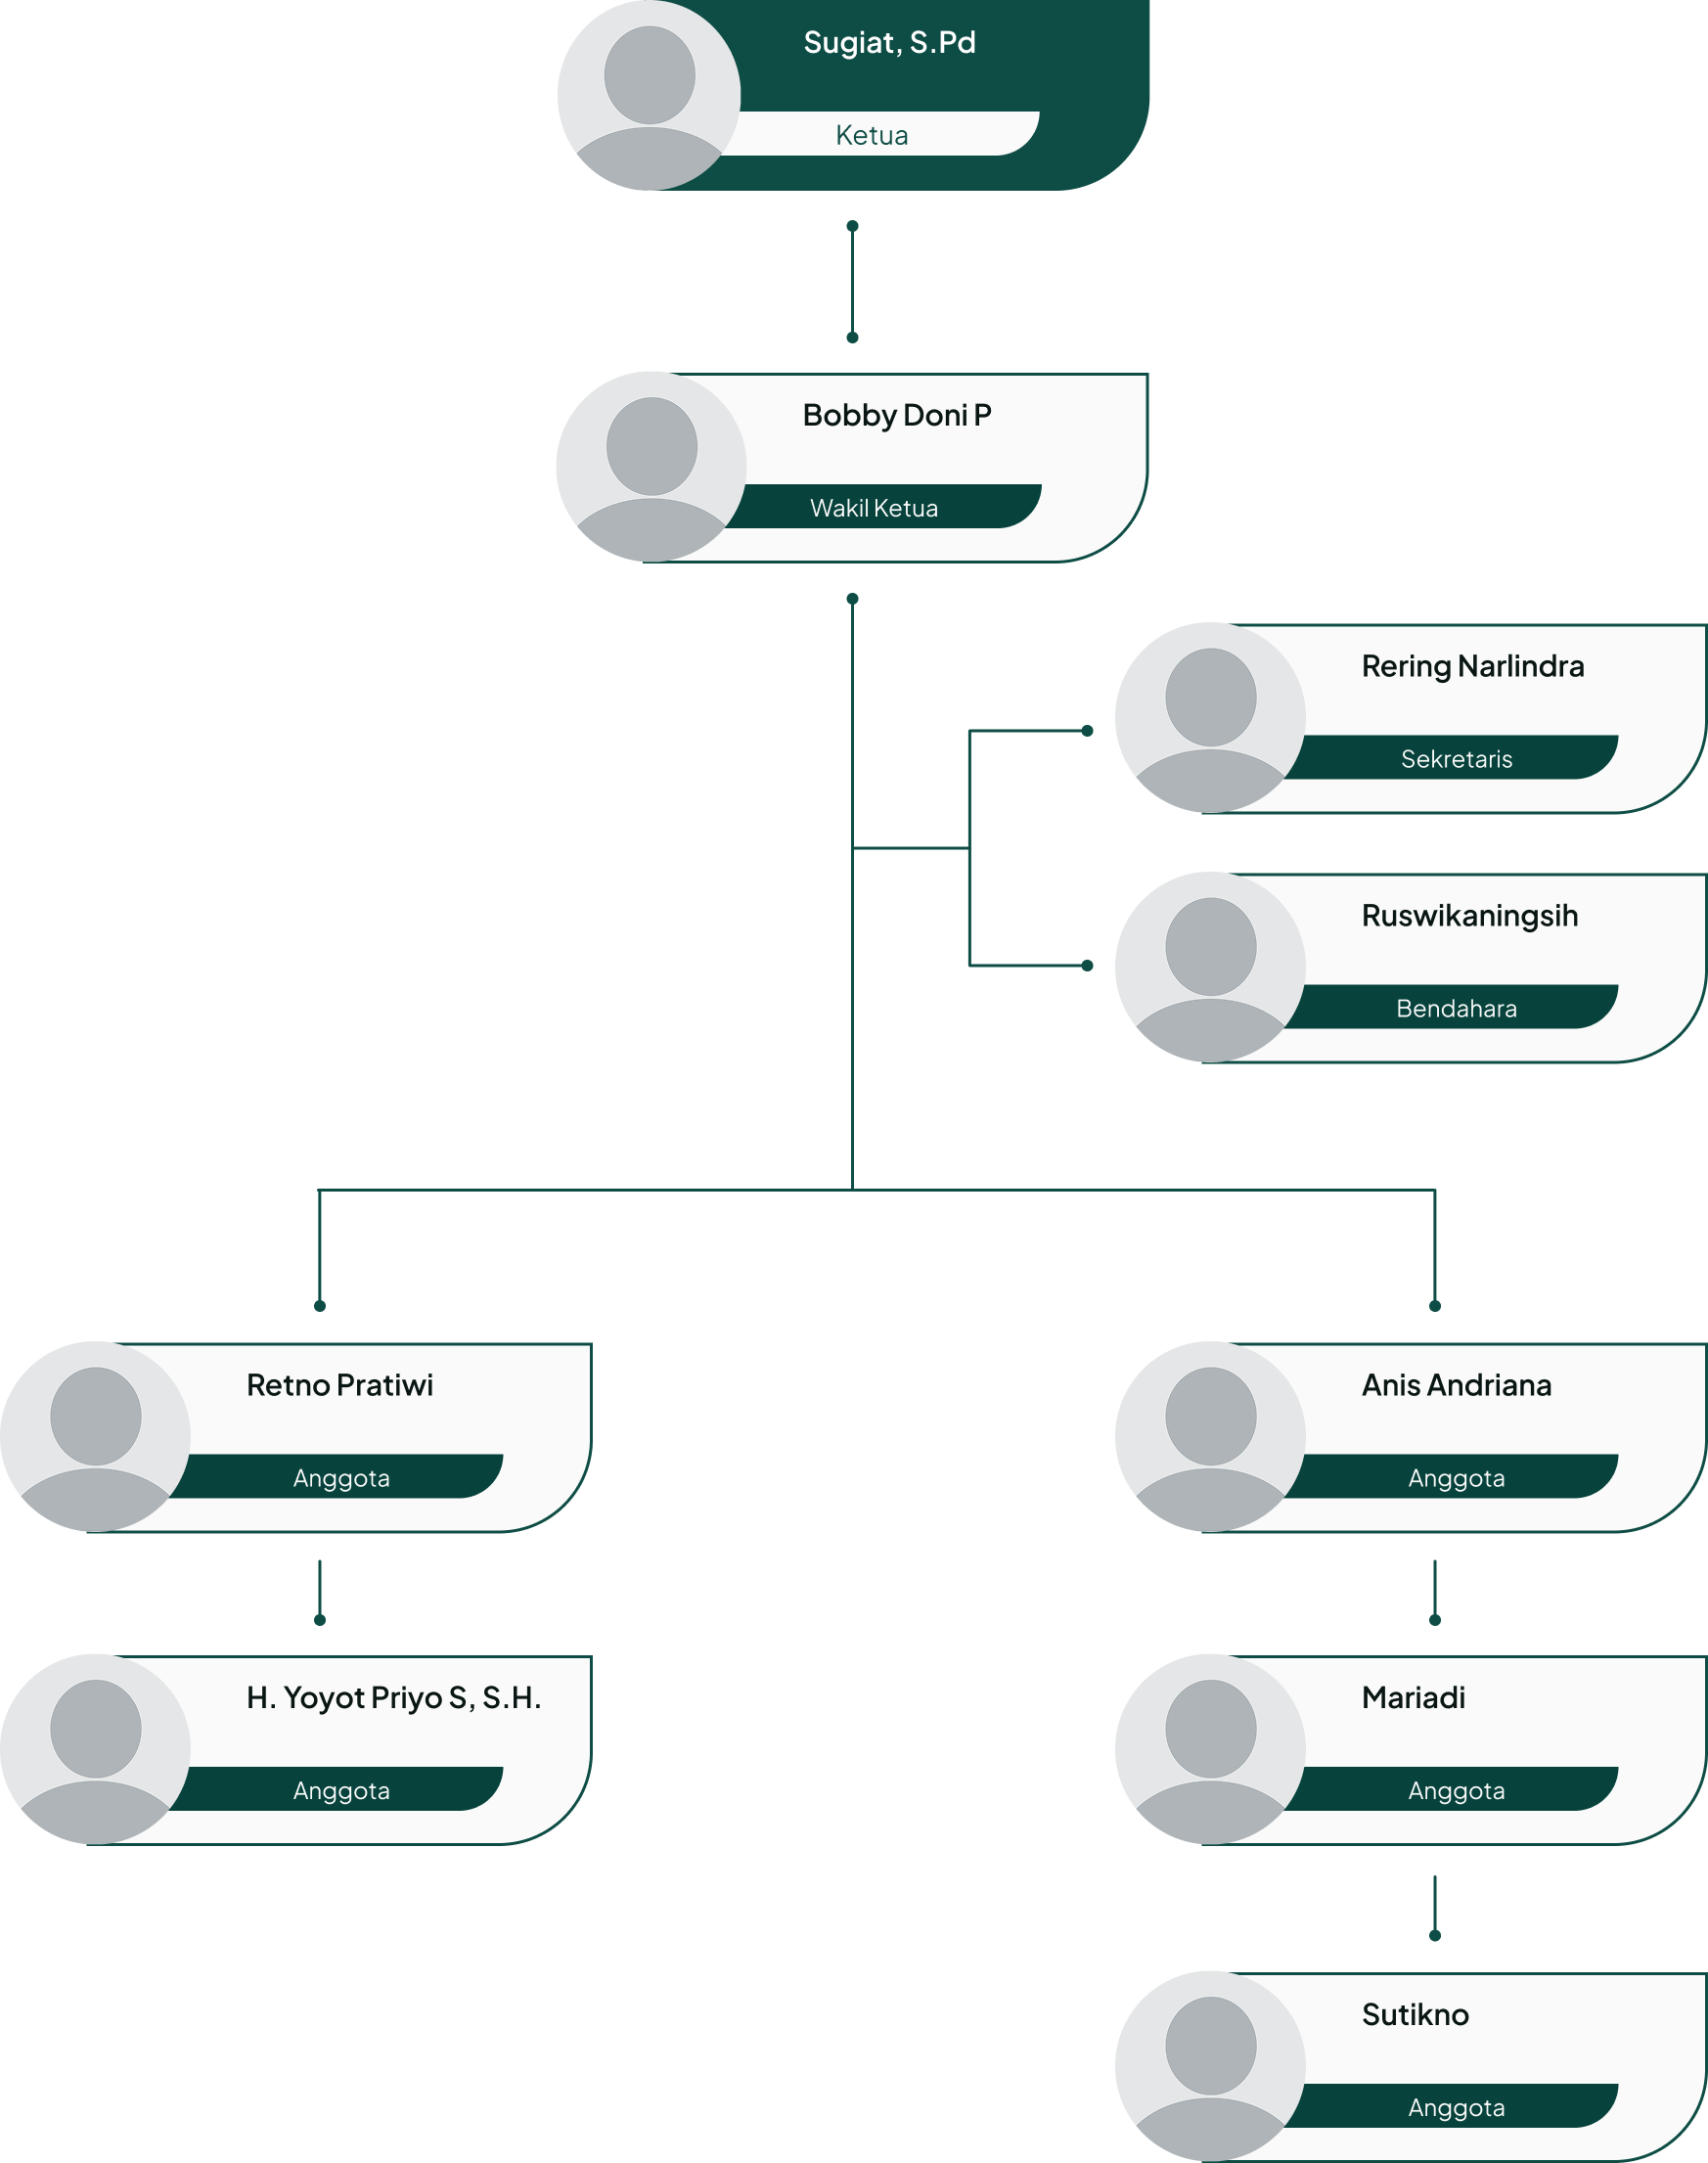 Sugiat, S.Pd
Ketua
Bobby Doni P
Wakil Ketua
Rering Narlindra
Sekretaris
Ruswikaningsih
Bendahara
Retno Pratiwi
Anggota
Anis Andriana
Anggota
H. Yoyot Priyo S, S.H.
Anggota
Mariadi
Anggota
Sutikno
Anggota